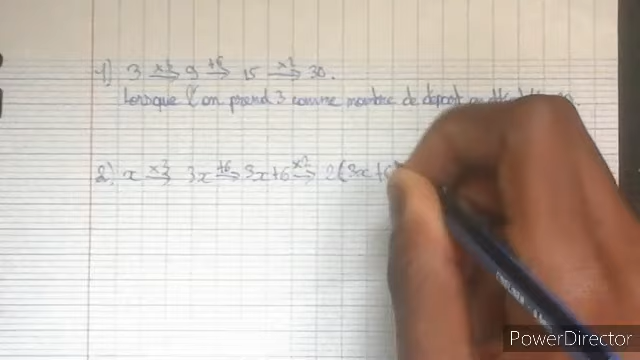 1) 3 ×3→ 9 +6→ 15 ×2→ 30.
Lorsque l'on prend 3 comme nombre de départ on
2) x ×3→ 3x +6→ 3x+6 ×2→ 2(3x+6
PowerDirector